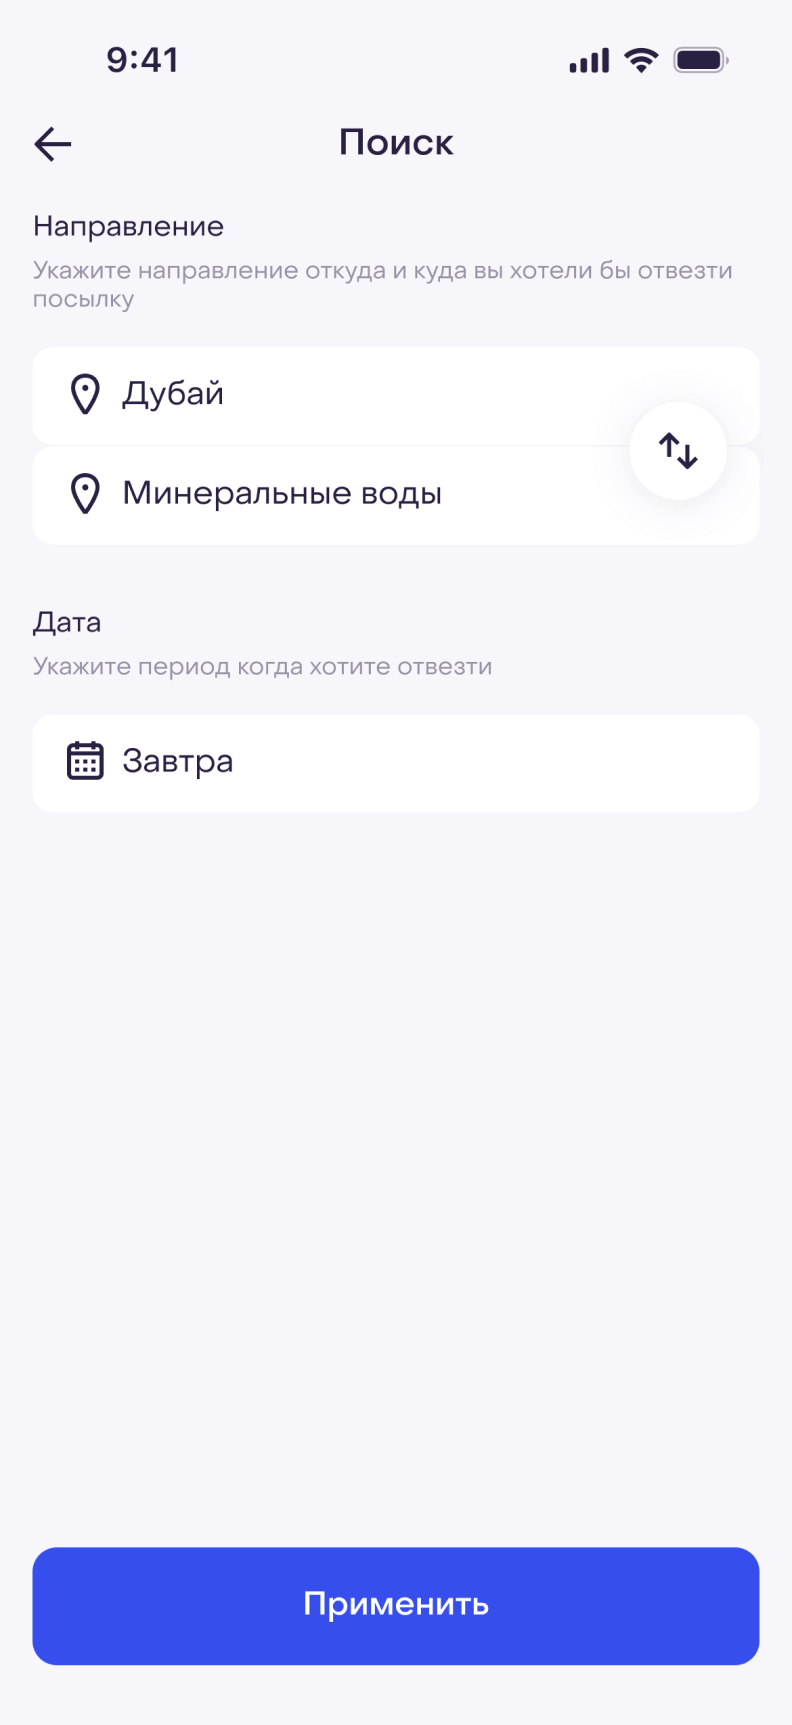 9:41
Поиск
Направление
Укажите направление откуда и куда вы хотели бы отвезти
посылку
Дубай
Минеральные воды
Дата
Укажите период когда хотите отвезти
Завтра
Применить